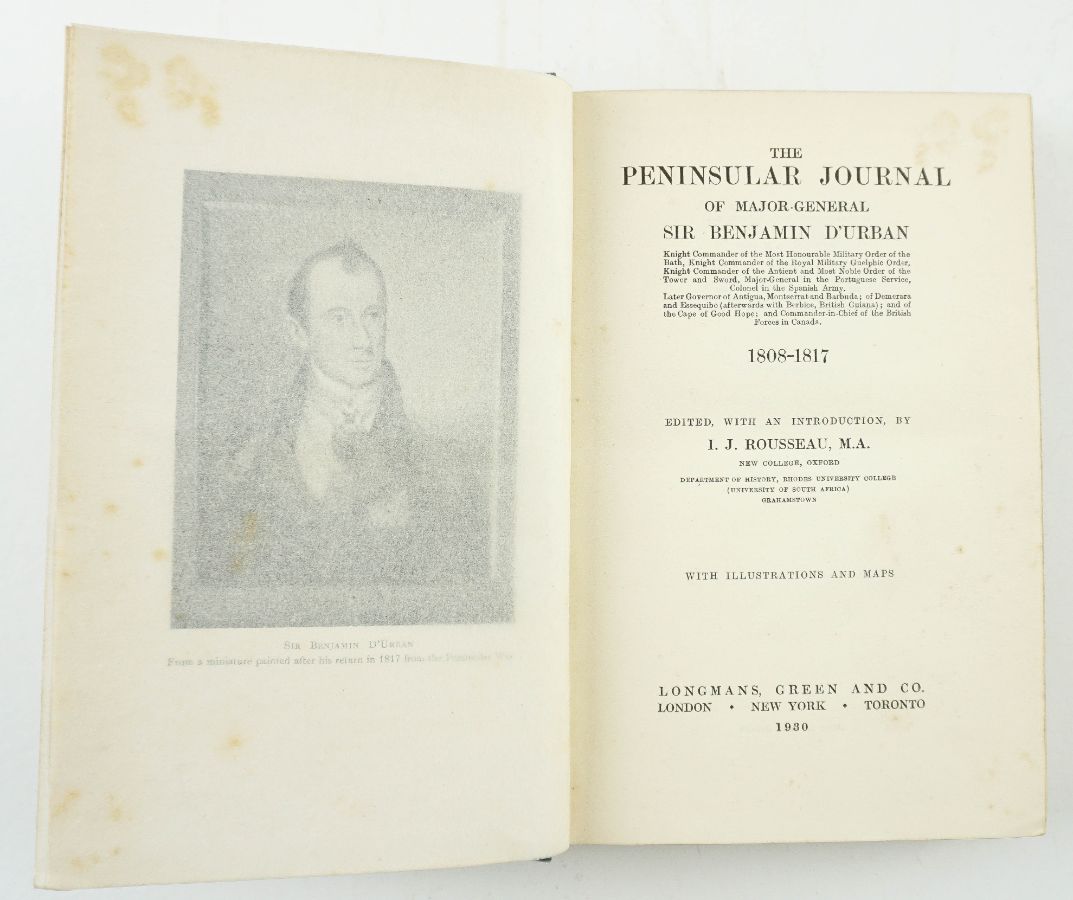 SIR BENJAMIN D'URBAN
From a miniature painted after his return in 1817 from the Peninsular War
THE
PENINSULAR JOURNAL
OF MAJOR-GENERAL
SIR BENJAMIN D'URBAN
Knight Commander of the Most Honourable Military Order of the
Bath, Knight Commander of the Royal Military Guelphic Order,
Knight Commander of the Antient and Most Noble Order of the
Tower and Sword, Major-General in the Portuguese Service,
Colonel in the Spanish Army.
Later Governor of Antigua, Montserrat and Barbuda; of Demerara
and Essequibo (afterwards with Berbice, British Guiana); and of
the Cape of Good Hope; and Commander-in-Chief of the British
Forces in Canada.
1808-1817
EDITED, WITH AN INTRODUCTION, BY
I. J. ROUSSEAU, M.A.
NEW COLLEGE, OXFORD
DEPARTMENT OF HISTORY, RHODES UNIVERSITY COLLEGE
(UNIVERSITY OF SOUTH AFRICA)
GRAHAMSTOWN
WITH ILLUSTRATIONS AND MAPS
LONGMANS, GREEN AND CO.
LONDON • NEW YORK • TORONTO
1930